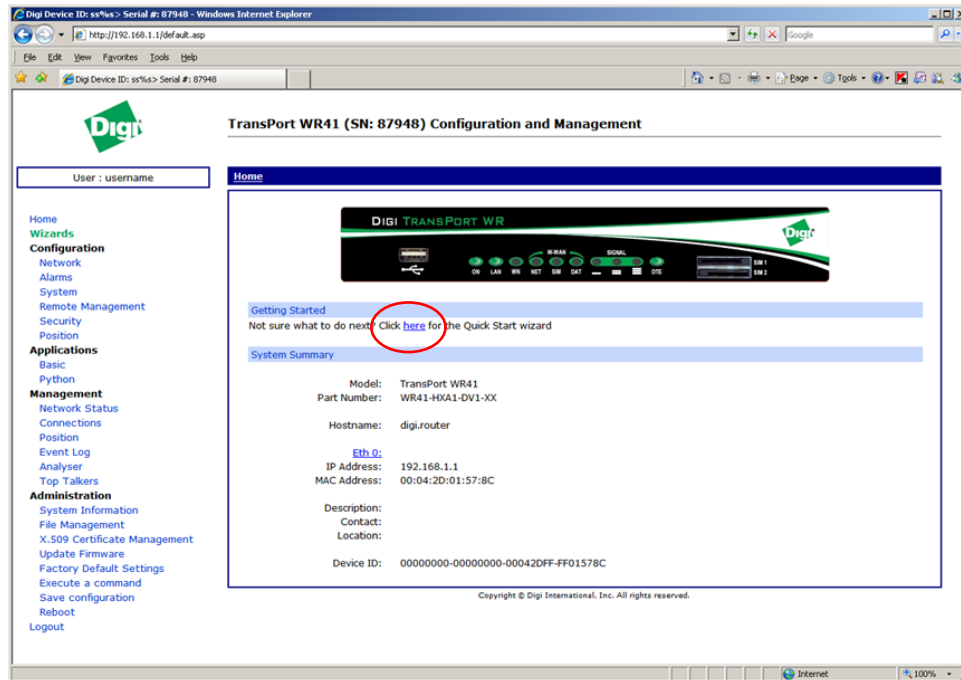 Digi Device ID: ss%s> Serial #: 87948 - Windows Internet Explorer
http://192.168.1.1/default.asp
Google
File Edit View Favorites Tools Help
Digi Device ID: ss%s> Serial #: 87948
Page Tools
Digi
TransPort WR41 (SN: 87948) Configuration and Management
User : username
Home
Home
Wizards
Configuration
Network
Alarms
System
Remote Management
Security
Position
Applications
Basic
Python
Management
Network Status
Connections
Position
Event Log
Analyser
Top Talkers
Administration
System Information
File Management
X.509 Certificate Management
Update Firmware
Factory Default Settings
Execute a command
Save configuration
Reboot
Logout
DIGI TRANSPORT WR
Digi
W-WAN SIGNAL
ON LAN WN NET SIM DAT DTE
SIM 1
SIM 2
Getting Started
Not sure what to do next? Click here for the Quick Start wizard
System Summary
Model: TransPort WR41
Part Number: WR41-HXA1-DV1-XX
Hostname: digi.router
Eth 0:
IP Address: 192.168.1.1
MAC Address: 00:04:2D:01:57:8C
Description:
Contact:
Location:
Device ID: 00000000-00000000-00042DFF-FF01578C
Copyright © Digi International, Inc. All rights reserved.
Internet
100%